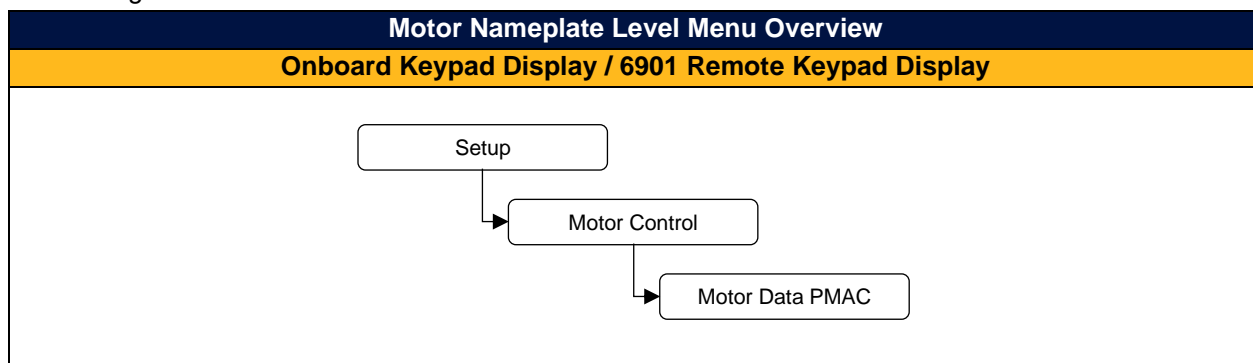 Motor Nameplate Level Menu Overview
Onboard Keypad Display / 6901 Remote Keypad Display
Setup
Motor Control
Motor Data PMAC